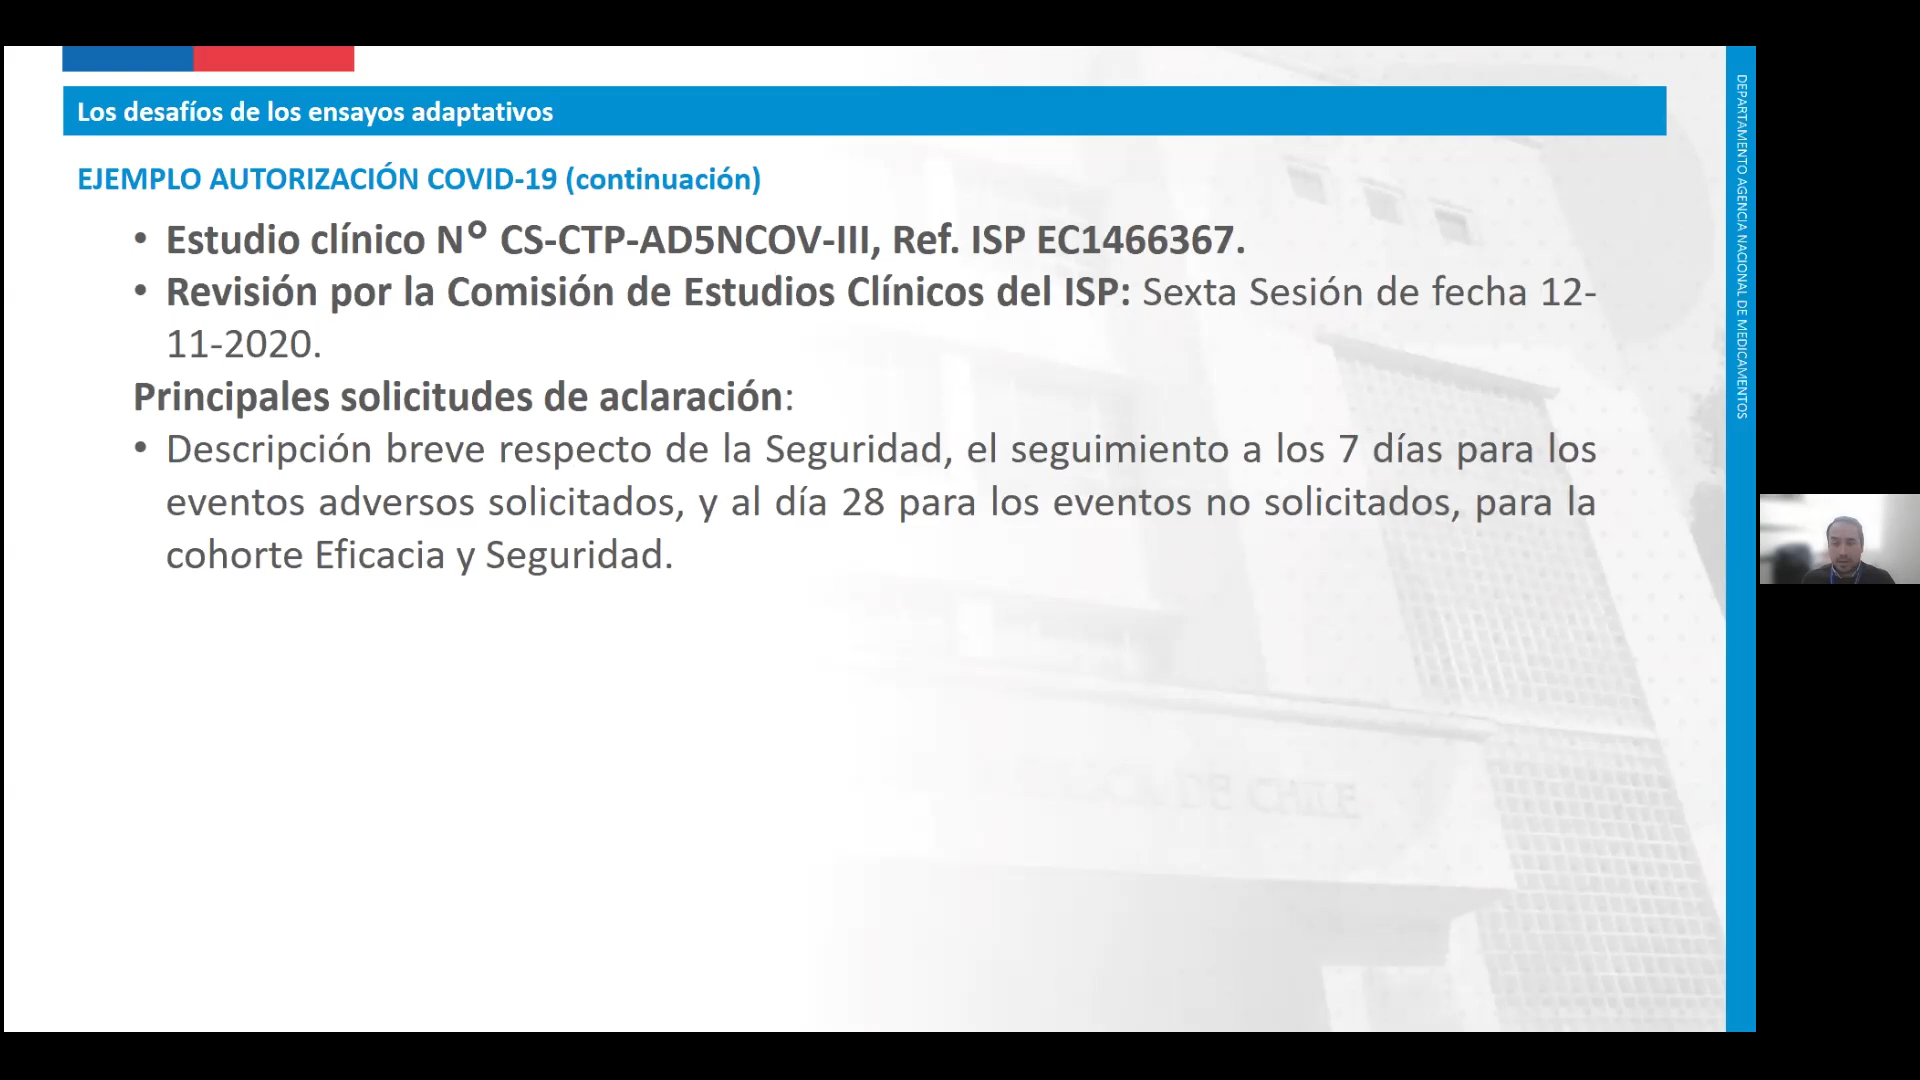 Los desafíos de los ensayos adaptativos
EJEMPLO AUTORIZACIÓN COVID-19 (continuación)
• Estudio clínico N° CS-CTP-AD5NCOV-III, Ref. ISP EC1466367.
• Revisión por la Comisión de Estudios Clínicos del ISP: Sexta Sesión de fecha 12-
11-2020.
Principales solicitudes de aclaración:
• Descripción breve respecto de la Seguridad, el seguimiento a los 7 días para los
eventos adversos solicitados, y al día 28 para los eventos no solicitados, para la
cohorte Eficacia y Seguridad.
DEPARTAMENTO AGENCIA NACIONAL DE MEDICAMENTOS
DE CHILE